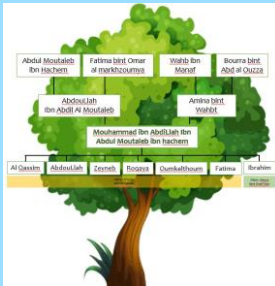 Abdul Moutaleb
Ibn Hachem
Fatima bint Omar
al markhzoumya
Wahb ibn
Manaf
Bourra bint
Abd al Ouzza
AbdouLlah
Ibn Abdil Al Moutaleb
Amina bint
Wahbt
Mouhammad ibn AbdiLlah Ibn
Abdul Moutaleb ibn hachem
Al Qassim
AbdouLlah
Zeyneb
Roqaya
Oumkalthoum
Fatima
Ibrahim